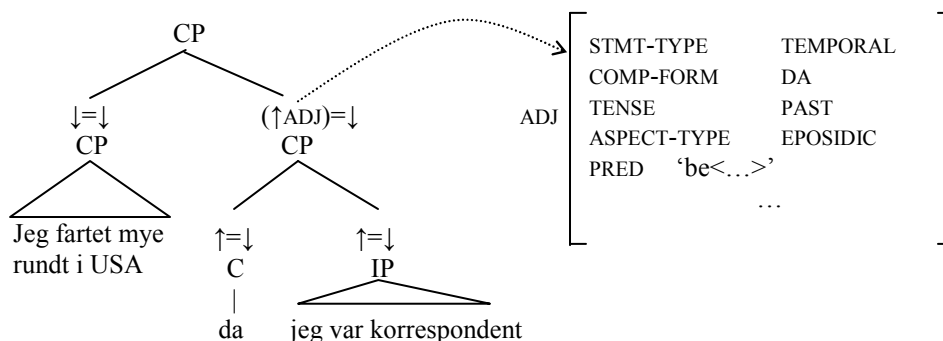 CP
STMT-TYPE TEMPORAL
COMP-FORM DA
↓=↓ (↑ADJ)=↓ ADJ TENSE PAST
CP CP ASPECT-TYPE EPOSIDIC
PRED ‘be<…>’
…
Jeg fartet mye
rundt i USA
↑=↓ ↑=↓
C IP
da jeg var korrespondent